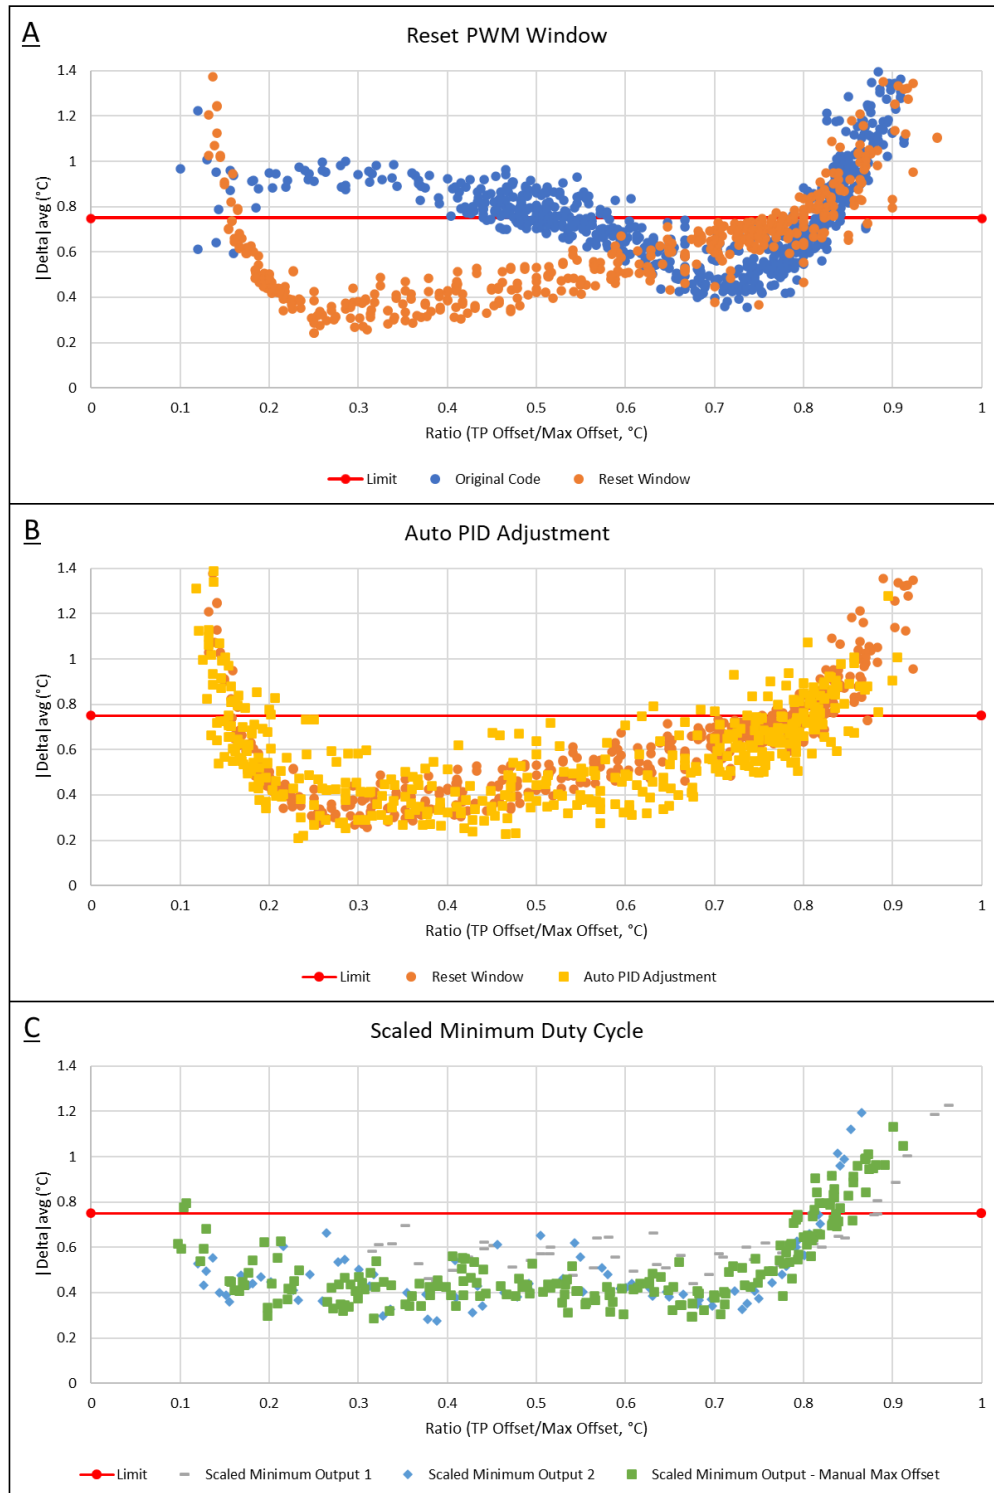 A
Reset PWM Window
1.4
1.2
1
0.8
0.6
0.4
0.2
0
|Delta|avg (°C)
0 0.1 0.2 0.3 0.4 0.5 0.6 0.7 0.8 0.9 1
Ratio (TP Offset/Max Offset, °C)
Limit Original Code Reset Window
B
Auto PID Adjustment
1.4
1.2
1
0.8
0.6
0.4
0.2
0
|Delta|avg (°C)
0 0.1 0.2 0.3 0.4 0.5 0.6 0.7 0.8 0.9 1
Ratio (TP Offset/Max Offset, °C)
Limit Reset Window Auto PID Adjustment
C
Scaled Minimum Duty Cycle
1.4
1.2
1
0.8
0.6
0.4
0.2
0
|Delta|avg (°C)
0 0.1 0.2 0.3 0.4 0.5 0.6 0.7 0.8 0.9 1
Ratio (TP Offset/Max Offset, °C)
Limit Scaled Minimum Output 1 Scaled Minimum Output 2 Scaled Minimum Output - Manual Max Offset